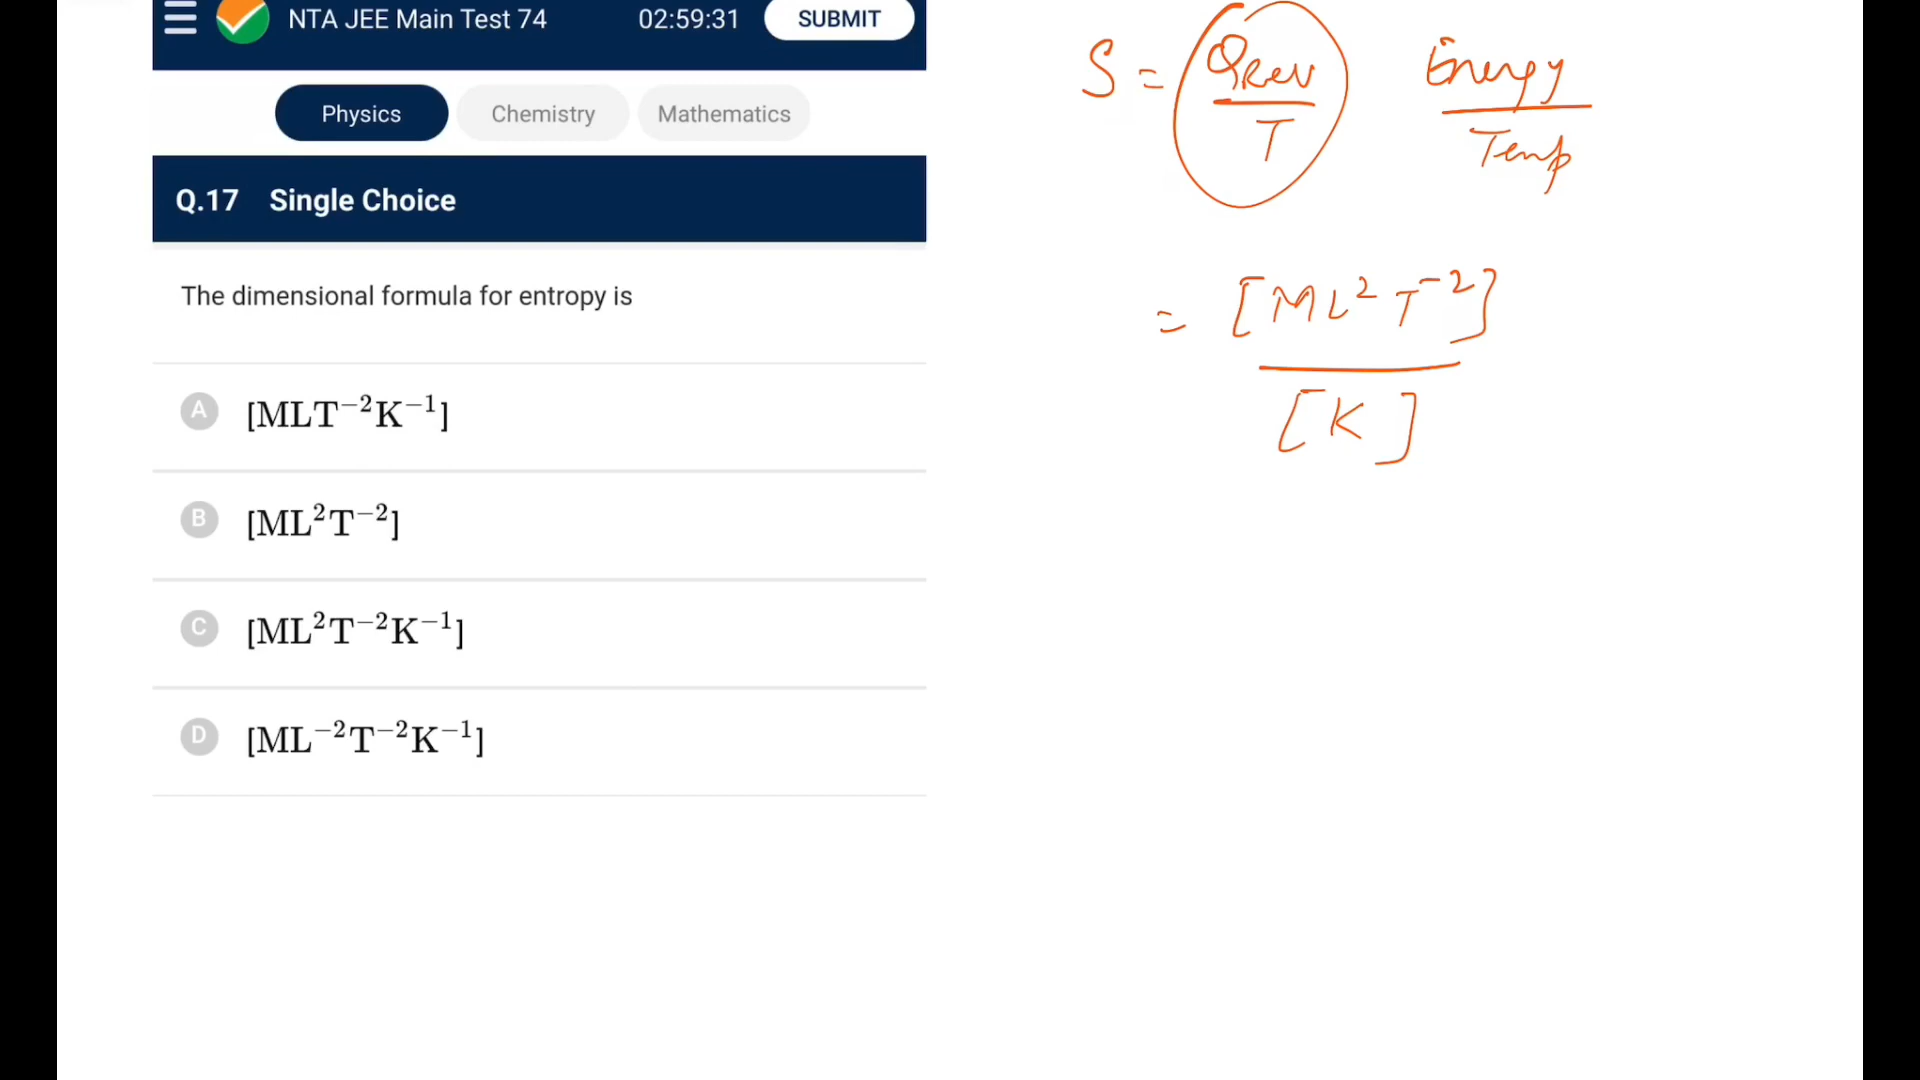 NTA JEE Main Test 74 02:59:31 SUBMIT
Physics Chemistry Mathematics
Q.17 Single Choice
The dimensional formula for entropy is
A [MLT⁻²K⁻¹]
B [ML²T⁻²]
C [ML²T⁻²K⁻¹]
D [ML⁻²T⁻²K⁻¹]
S = QRev / T Energy / Temp
= [ML²T⁻²] / [K]